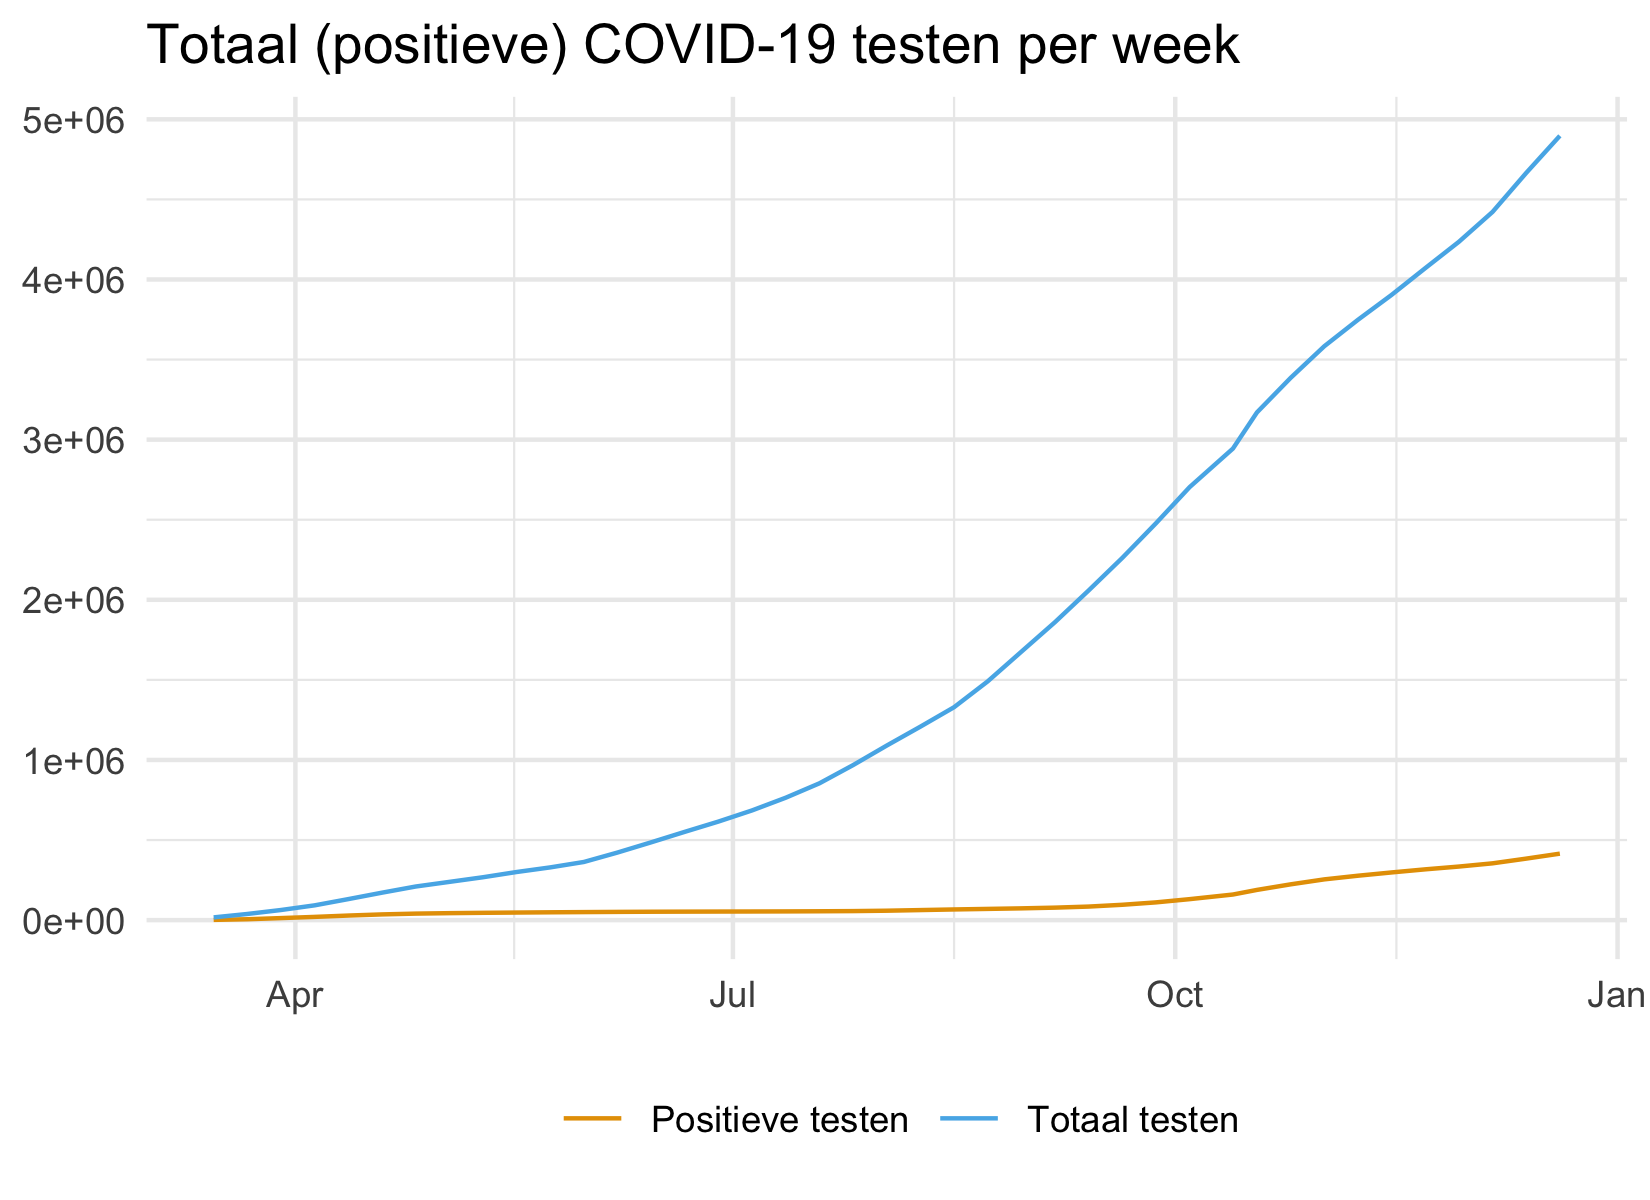 Totaal (positieve) COVID-19 testen per week
5e+06
4e+06
3e+06
2e+06
1e+06
0e+00
Apr Jul Oct Jan
Positieve testen Totaal testen